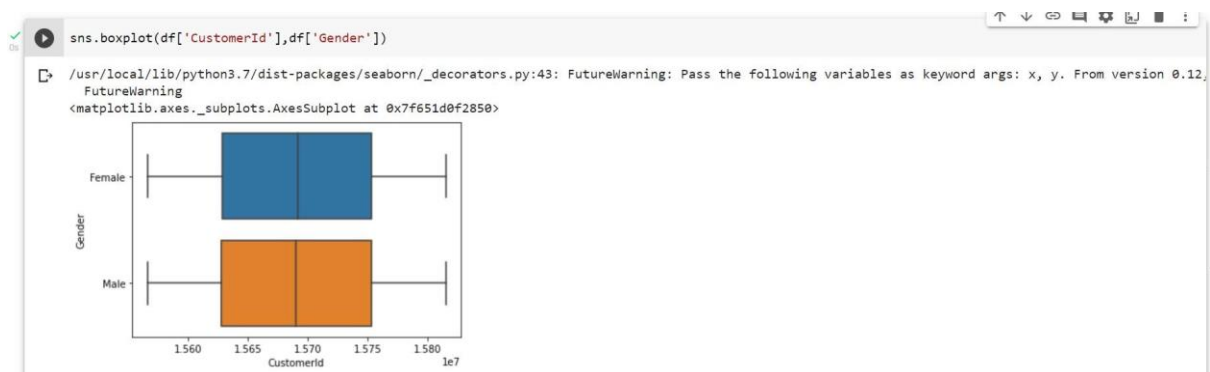 0s
sns.boxplot(df['CustomerId'],df['Gender'])
/usr/local/lib/python3.7/dist-packages/seaborn/_decorators.py:43: FutureWarning: Pass the following variables as keyword args: x, y. From version 0.12,
FutureWarning
<matplotlib.axes._subplots.AxesSubplot at 0x7f651d0f2850>
Female
Gender
Male
1.560 1.565 1.570 1.575 1.580
CustomerId 1e7